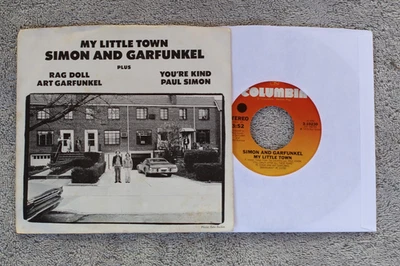 MY LITTLE TOWN
SIMON AND GARFUNKEL
PLUS
RAG DOLL
ART GARFUNKEL
YOU'RE KIND
PAUL SIMON
COLUMBIA
SIMON AND GARFUNKEL
MY LITTLE TOWN